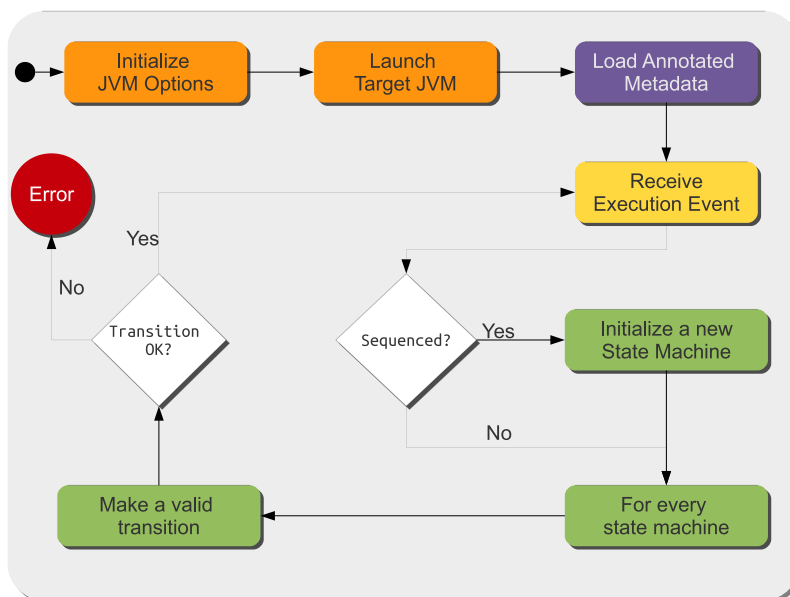 Initialize
JVM Options
Launch
Target JVM
Load Annotated
Metadata
Error
Receive
Execution Event
Yes
No
Transition
OK?
Sequenced?
Yes
Initialize a new
State Machine
No
Make a valid
transition
For every
state machine